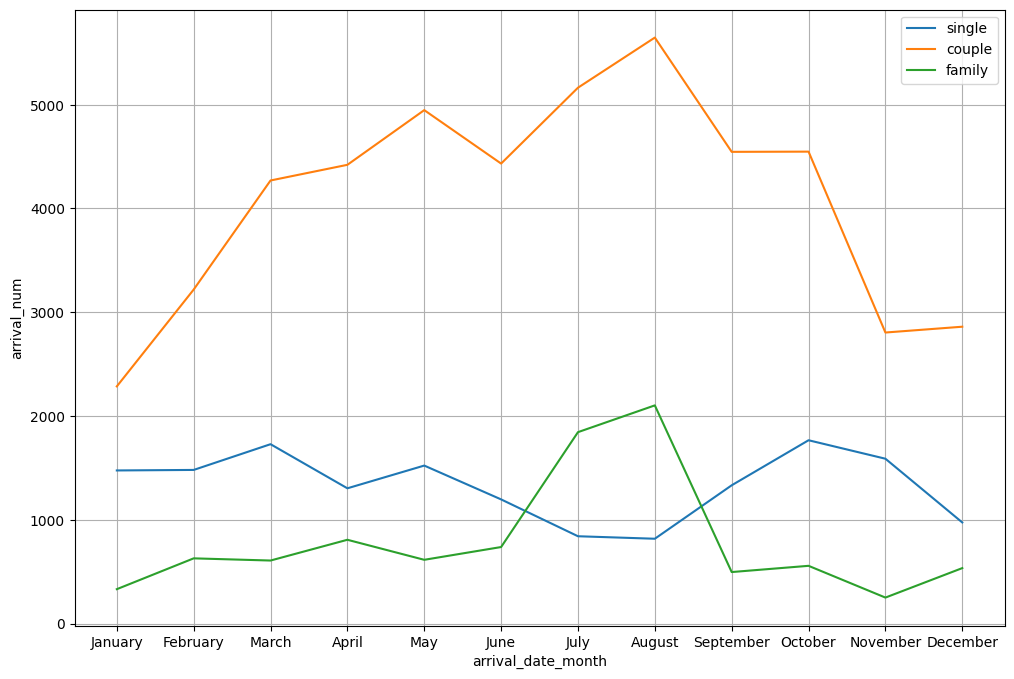 single
couple
family
5000
4000
3000
2000
1000
0
arrival_num
January February March April May June July August September October November December
arrival_date_month